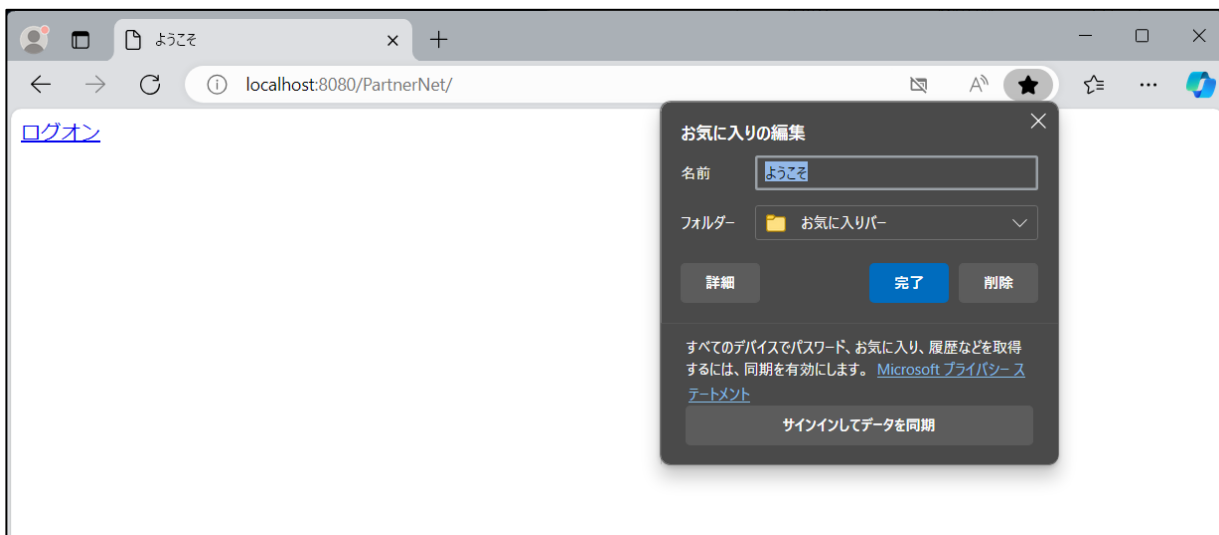 ようこそ
localhost:8080/PartnerNet/
ログオン
お気に入りの編集
名前
ようこそ
フォルダー
お気に入りバー
詳細
完了
削除
すべてのデバイスでパスワード、お気に入り、履歴などを取得
するには、同期を有効にします。 Microsoft プライバシー ス
テートメント
サインインしてデータを同期